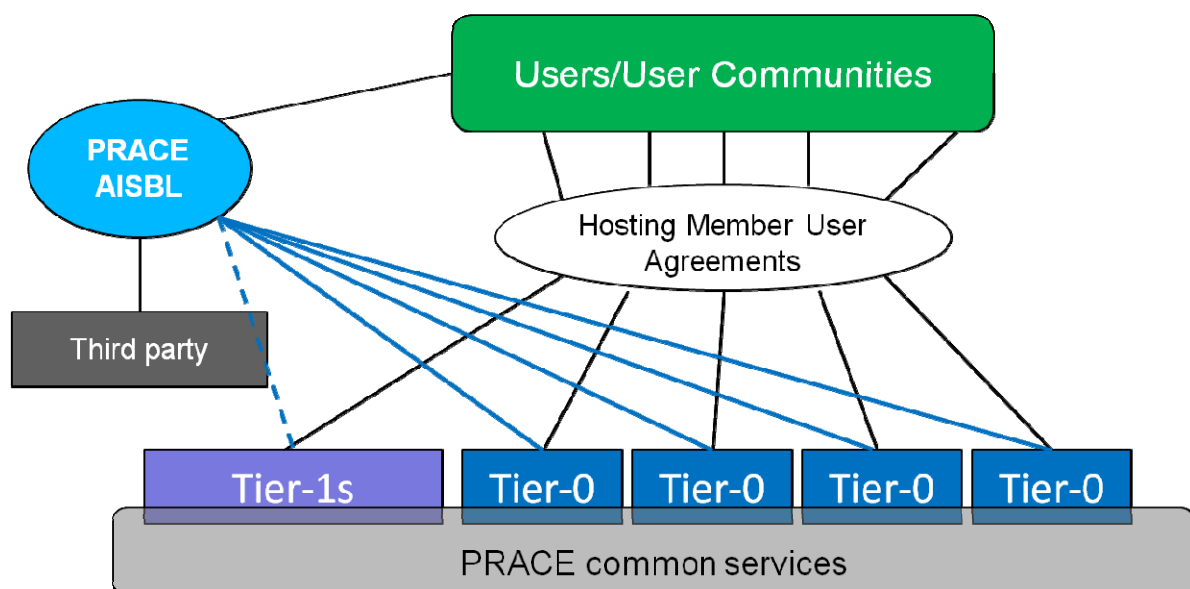 Users/User Communities
PRACE
AISBL
Hosting Member User
Agreements
Third party
Tier-1s
Tier-0
Tier-0
Tier-0
Tier-0
PRACE common services